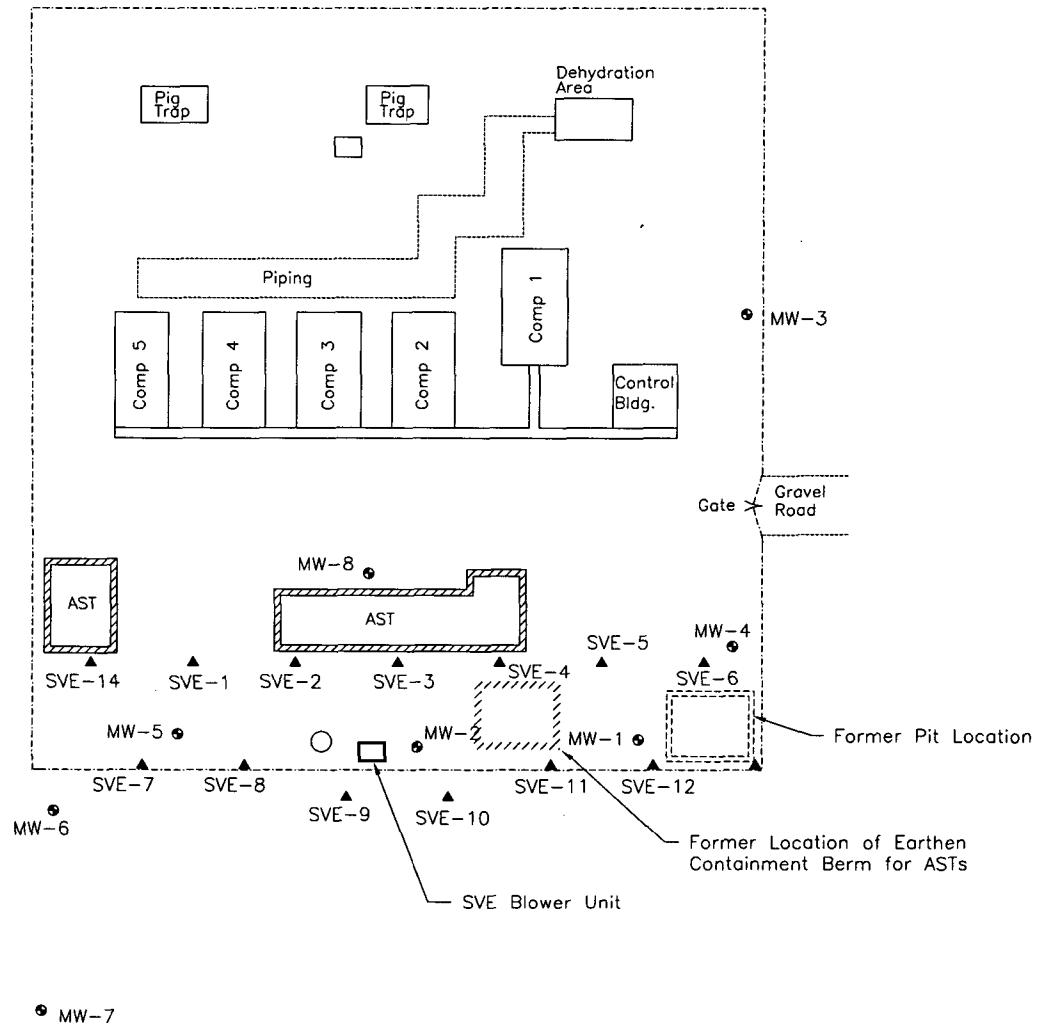 Dehydration
Area
Pig
Trap
Pig
Trap
Piping
Comp 1
MW-3
Comp 5
Comp 4
Comp 3
Comp 2
Control
Bldg.
Gate
Gravel
Road
MW-8
AST
AST
SVE-5
MW-4
SVE-14
SVE-1
SVE-2
SVE-3
SVE-4
SVE-6
MW-5
MW-2
MW-1
Former Pit Location
SVE-7
SVE-8
SVE-11
SVE-12
SVE-9
SVE-10
MW-6
Former Location of Earthen
Containment Berm for ASTs
SVE Blower Unit
MW-7